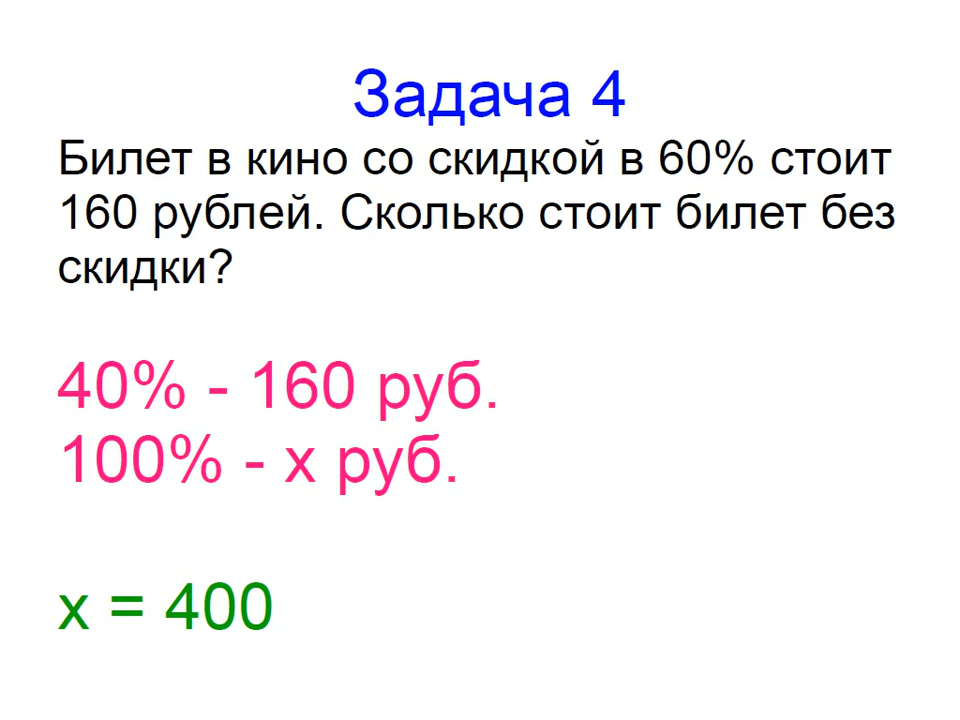 Задача 4
Билет в кино со скидкой в 60% стоит
160 рублей. Сколько стоит билет без
скидки?
40% - 160 руб.
100% - х руб.
х = 400